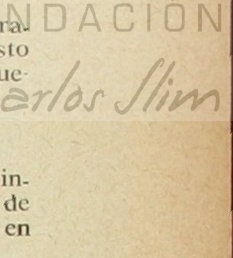 NDACIÓN
ra-
sto
ue-
arlos Slim
in-
de
en